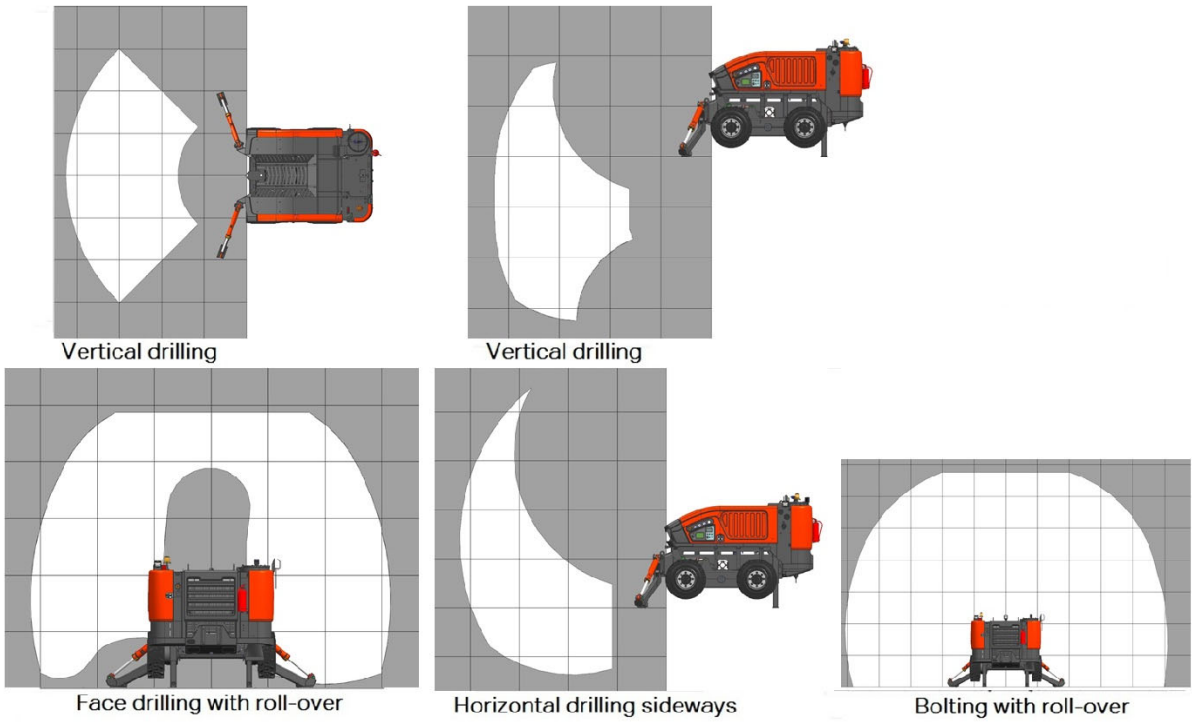 Vertical drilling
Vertical drilling
Face drilling with roll-over
Horizontal drilling sideways
Bolting with roll-over